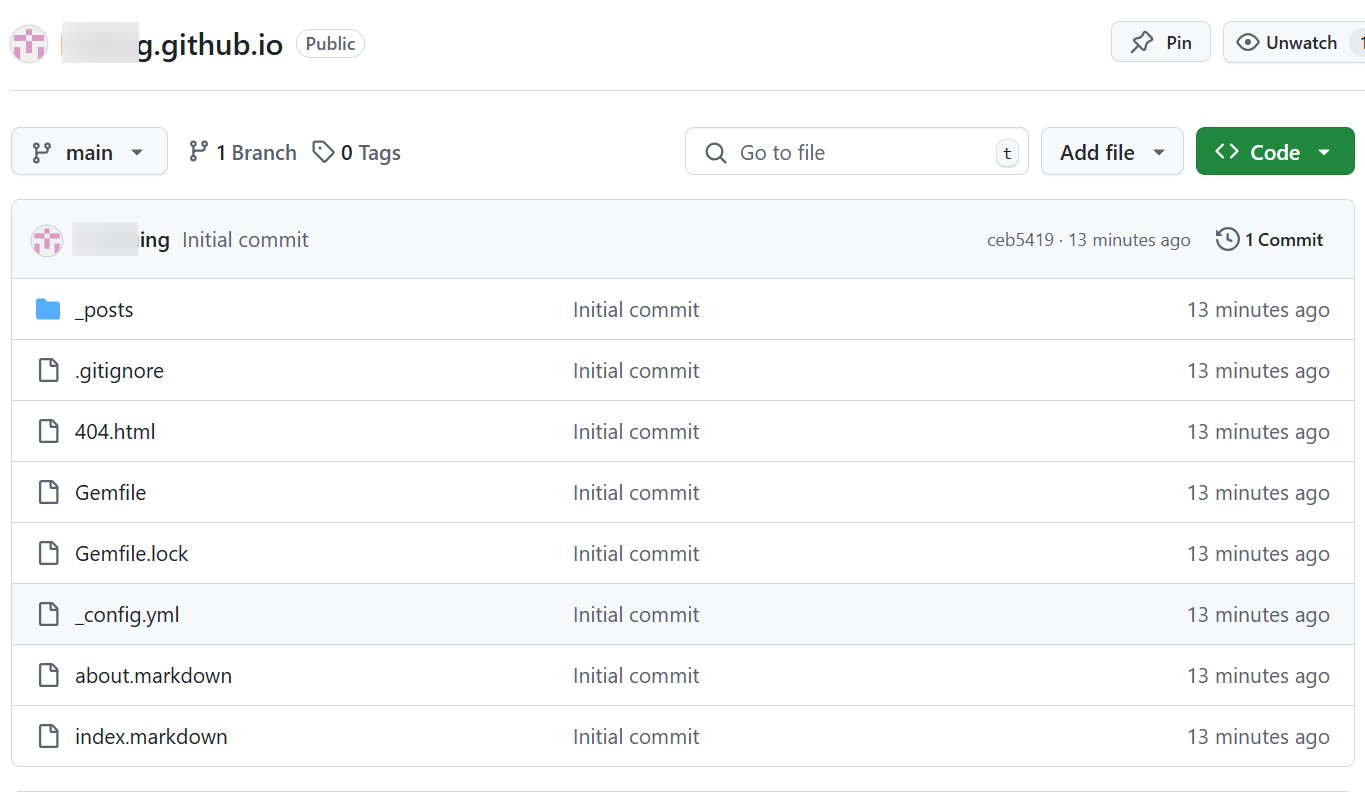 g.github.io Public Pin Unwatch 1
main 1 Branch 0 Tags Go to file t Add file Code
ing Initial commit ceb5419 · 13 minutes ago 1 Commit
_posts Initial commit 13 minutes ago
.gitignore Initial commit 13 minutes ago
404.html Initial commit 13 minutes ago
Gemfile Initial commit 13 minutes ago
Gemfile.lock Initial commit 13 minutes ago
_config.yml Initial commit 13 minutes ago
about.markdown Initial commit 13 minutes ago
index.markdown Initial commit 13 minutes ago